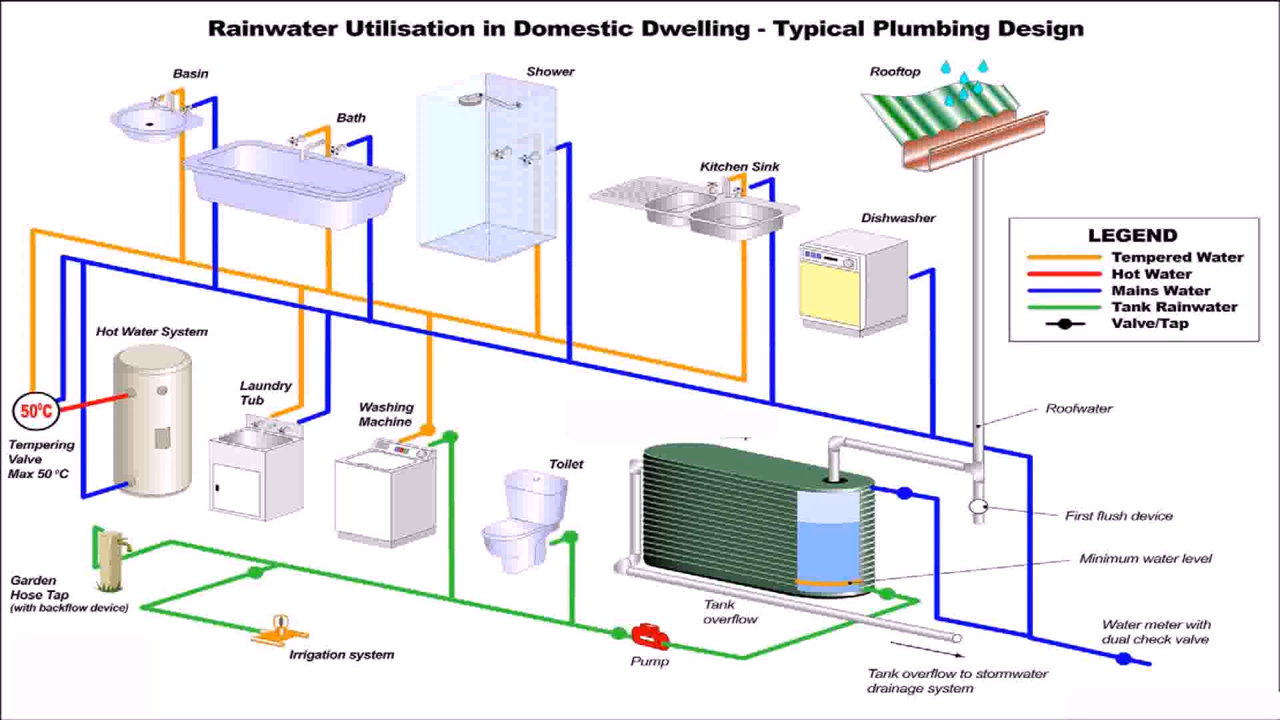 Rainwater Utilisation in Domestic Dwelling - Typical Plumbing Design
Basin
Shower
Rooftop
Bath
Kitchen Sink
Dishwasher
LEGEND
Tempered Water
Hot Water
Mains Water
Tank Rainwater
Valve/Tap
Hot Water System
Laundry
Tub
Washing
Machine
50°C
Tempering
Valve
Max 50°C
Roofwater
Toilet
First flush device
Minimum water level
Garden
Hose Tap
(with backflow device)
Tank
overflow
Water meter with
dual check valve
Irrigation system
Pump
Tank overflow to stormwater
drainage system